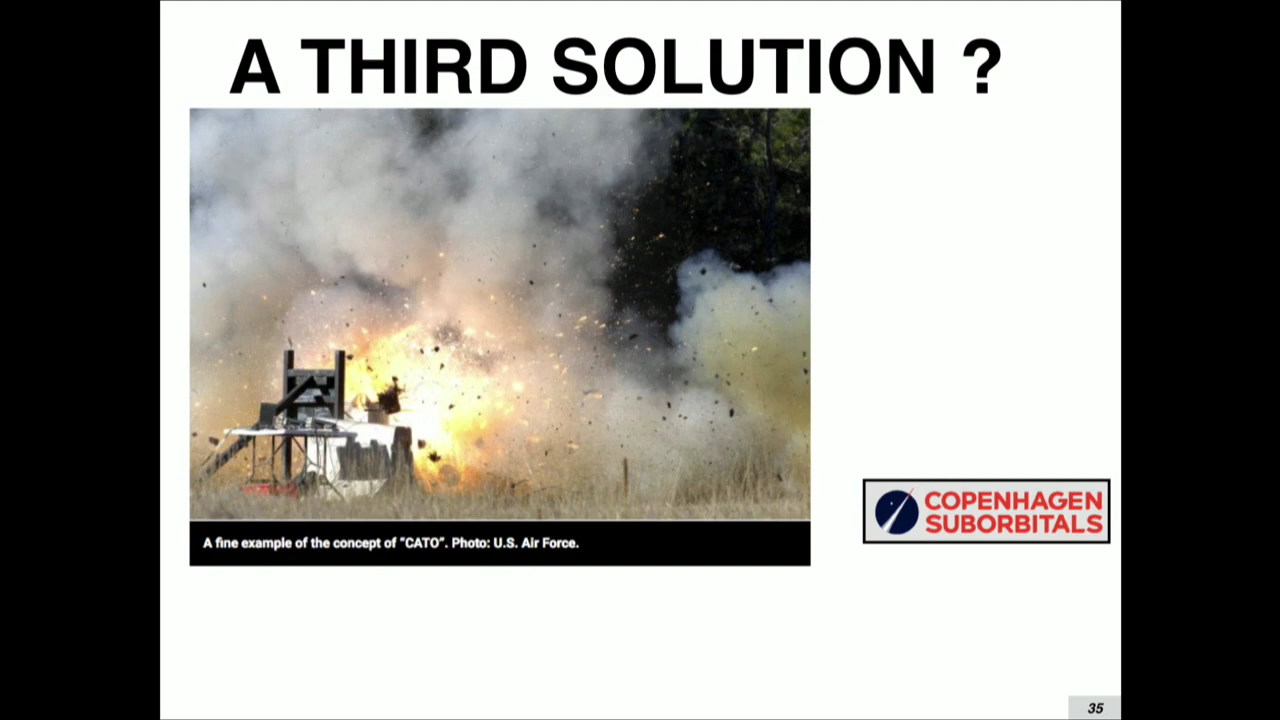 A THIRD SOLUTION ?
A fine example of the concept of "CATO". Photo: U.S. Air Force.
COPENHAGEN
SUBORBITALS
35